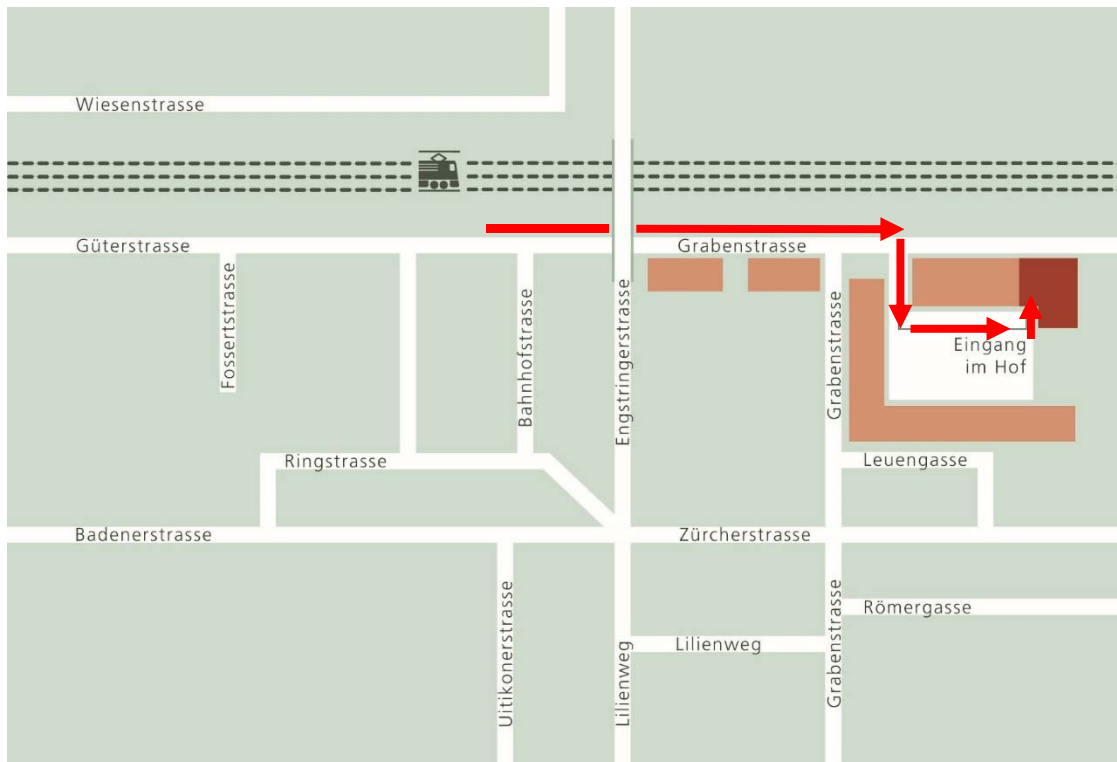 Wiesenstrasse
Güterstrasse
Grabenstrasse
Fossertstrasse
Bahnhofstrasse
Engstringerstrasse
Grabenstrasse
Eingang
im Hof
Ringstrasse
Leuengasse
Badenerstrasse
Zürcherstrasse
Uitikonerstrasse
Lilienweg
Lilienweg
Grabenstrasse
Römergasse